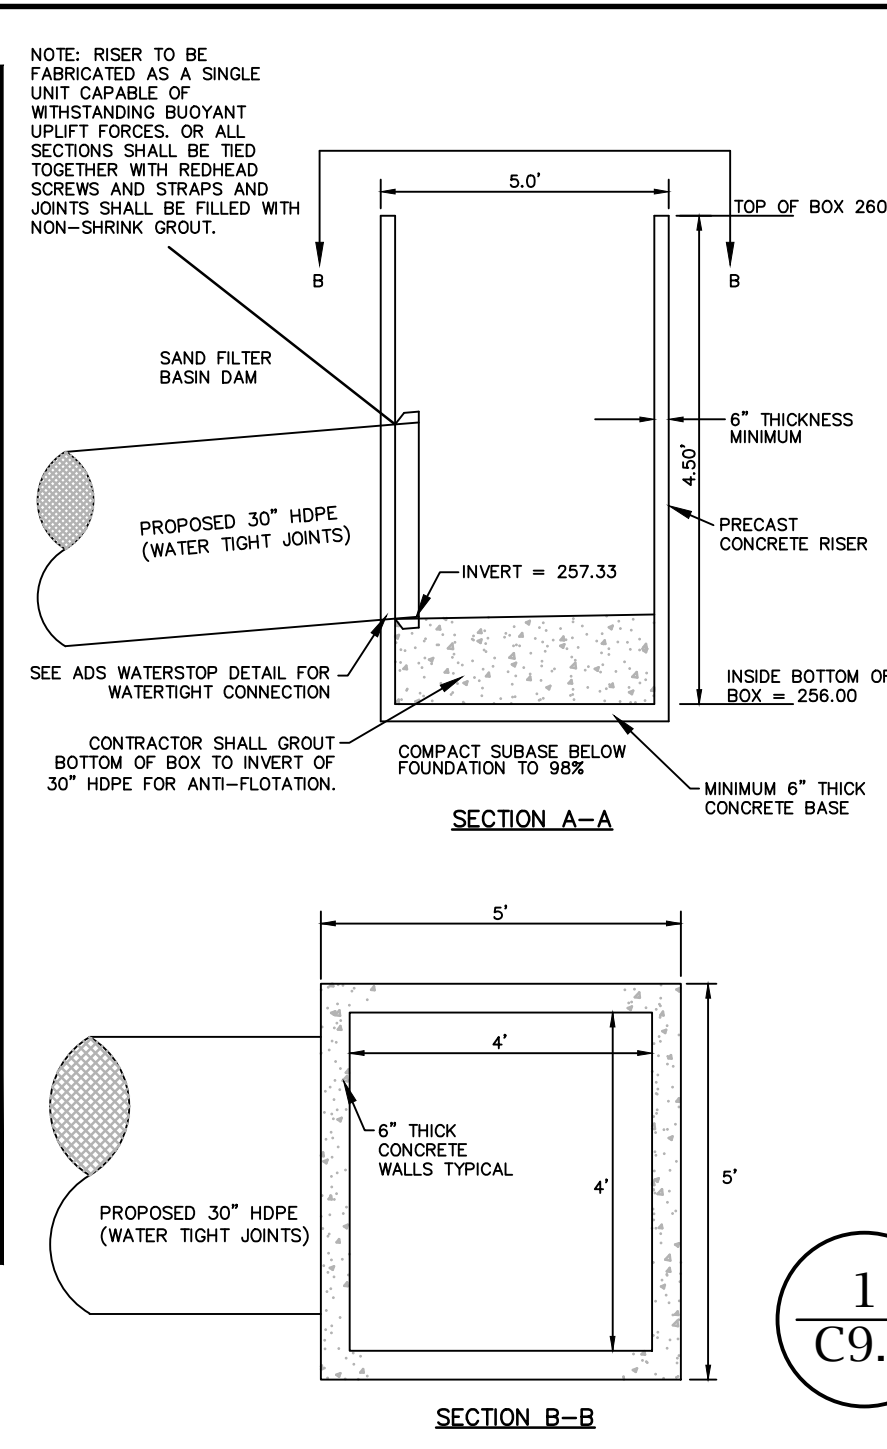 NOTE: RISER TO BE
FABRICATED AS A SINGLE
UNIT CAPABLE OF
WITHSTANDING BUOYANT
UPLIFT FORCES. OR ALL
SECTIONS SHALL BE TIED
TOGETHER WITH REDHEAD
SCREWS AND STRAPS AND
JOINTS SHALL BE FILLED WITH
NON-SHRINK GROUT.
5.0'
TOP OF BOX 260
B
B
SAND FILTER
BASIN DAM
6" THICKNESS
MINIMUM
4.50'
PROPOSED 30" HDPE
(WATER TIGHT JOINTS)
PRECAST
CONCRETE RISER
INVERT = 257.33
SEE ADS WATERSTOP DETAIL FOR
WATERTIGHT CONNECTION
INSIDE BOTTOM OF
BOX = 256.00
CONTRACTOR SHALL GROUT
BOTTOM OF BOX TO INVERT OF
30" HDPE FOR ANTI-FLOTATION.
COMPACT SUBASE BELOW
FOUNDATION TO 98%
MINIMUM 6" THICK
CONCRETE BASE
SECTION A-A
5'
4'
6" THICK
CONCRETE
WALLS TYPICAL
4'
5'
PROPOSED 30" HDPE
(WATER TIGHT JOINTS)
1
C9.
SECTION B-B